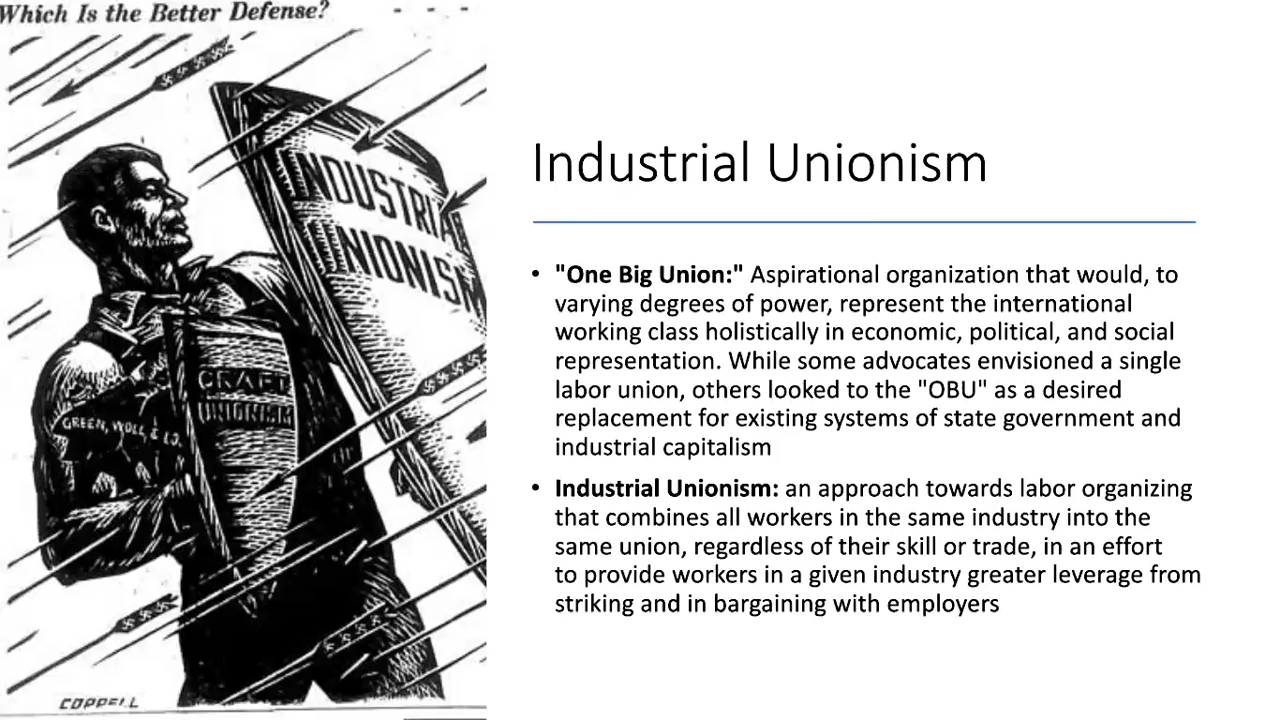 Which Is the Better Defense?
INDUSTRIAL
UNIONISM
CRAFT
UNIONISM
GREEN, WOLL, & CO.
COPPELL
Industrial Unionism
• "One Big Union:" Aspirational organization that would, to
varying degrees of power, represent the international
working class holistically in economic, political, and social
representation. While some advocates envisioned a single
labor union, others looked to the "OBU" as a desired
replacement for existing systems of state government and
industrial capitalism
• Industrial Unionism: an approach towards labor organizing
that combines all workers in the same industry into the
same union, regardless of their skill or trade, in an effort
to provide workers in a given industry greater leverage from
striking and in bargaining with employers